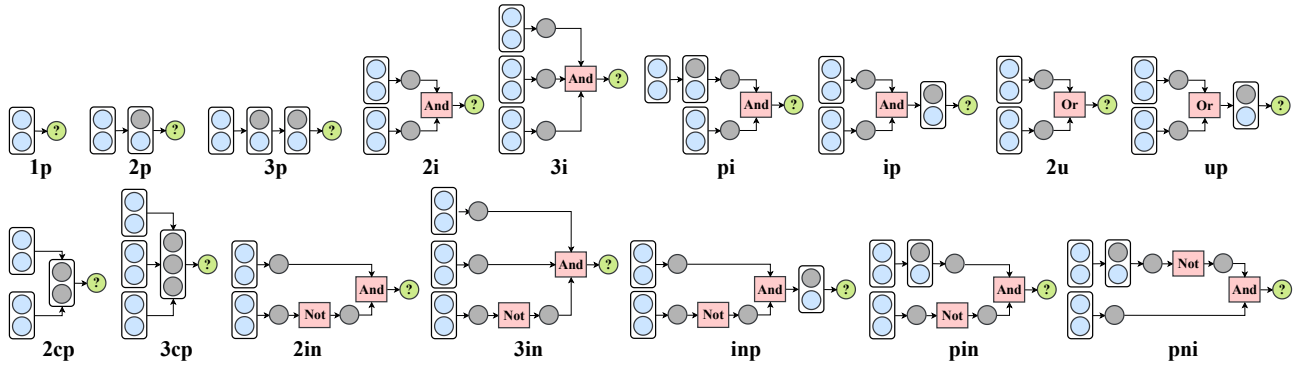 ? ? ? ? ? ? ? ? ?
And And And And Or Or
1p 2p 3p 2i 3i pi ip 2u up
? ? ? ? ? ? ?
And And And And And
Not Not Not Not Not
2cp 3cp 2in 3in inp pin pni